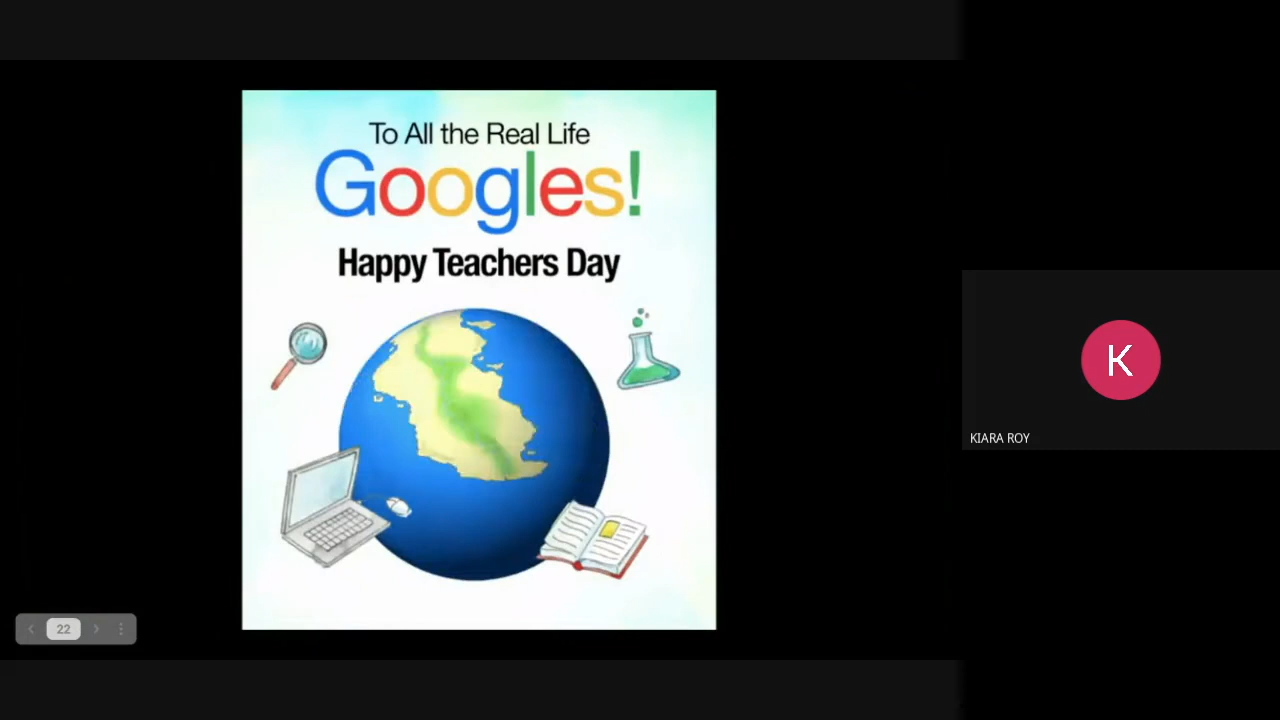 To All the Real Life
Googles!
Happy Teachers Day
K
KIARA ROY
22